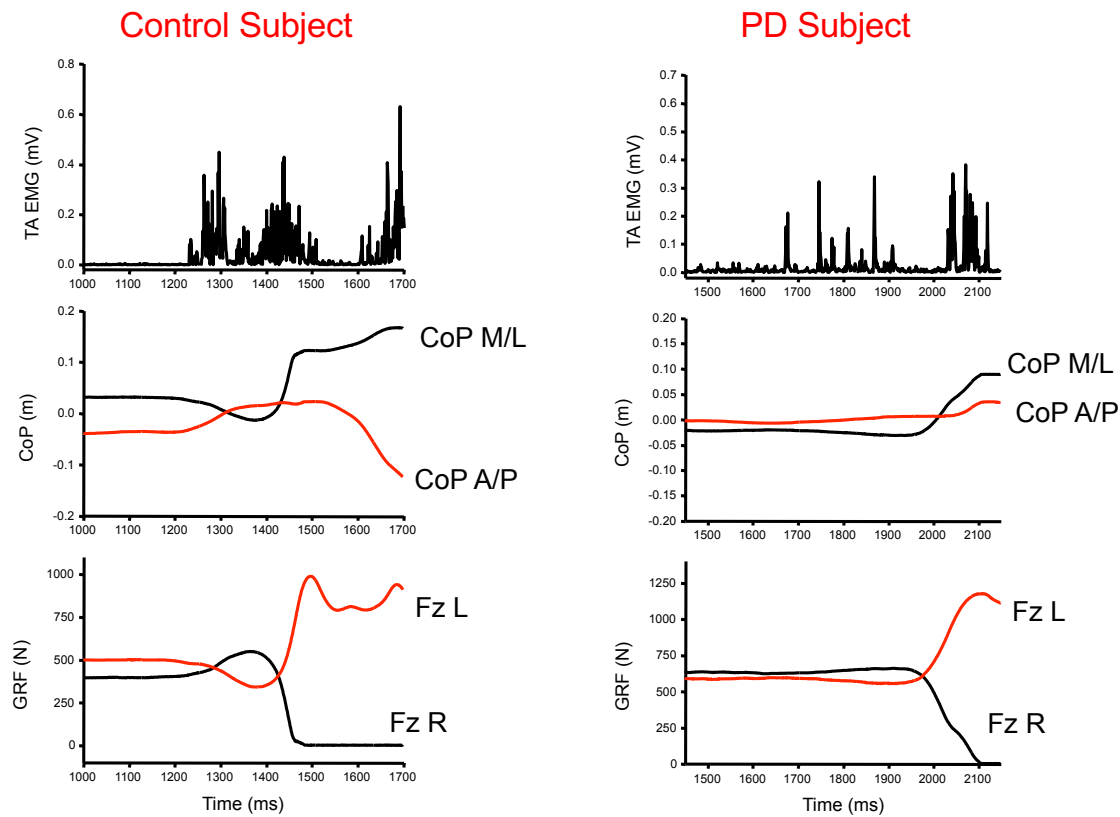 Control Subject
PD Subject
TA EMG (mV)
0.8
0.6
0.4
0.2
0.0
1000 1100 1200 1300 1400 1500 1600 1700
TA EMG (mV)
0.7
0.6
0.5
0.4
0.3
0.2
0.1
0.0
1500 1600 1700 1800 1900 2000 2100
CoP (m)
0.2
0.1
0.0
-0.1
-0.2
CoP M/L
CoP A/P
1000 1100 1200 1300 1400 1500 1600 1700
CoP (m)
0.20
0.15
0.10
0.05
0.00
-0.05
-0.10
-0.15
-0.20
CoP M/L
CoP A/P
1500 1600 1700 1800 1900 2000 2100
GRF (N)
1000
750
500
250
0
Fz L
Fz R
1000 1100 1200 1300 1400 1500 1600 1700
Time (ms)
GRF (N)
1250
1000
750
500
250
0
Fz L
Fz R
1500 1600 1700 1800 1900 2000 2100
Time (ms)